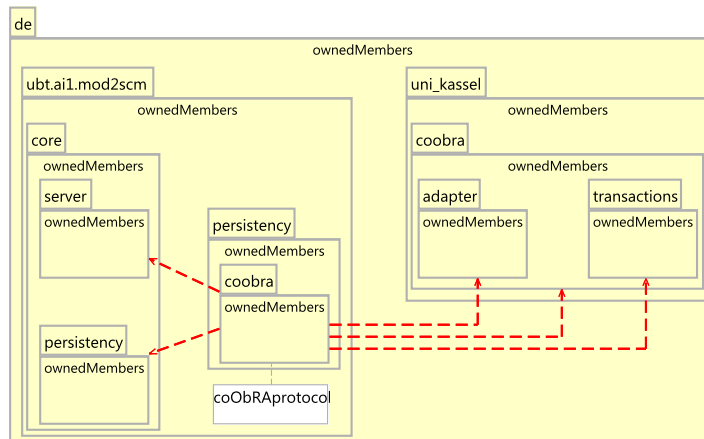 de
ownedMembers
ubt.ai1.mod2scm
ownedMembers
core
ownedMembers
server
ownedMembers
persistency
ownedMembers
persistency
ownedMembers
coobra
ownedMembers
coObRAprotocol
uni_kassel
ownedMembers
coobra
ownedMembers
adapter
ownedMembers
transactions
ownedMembers